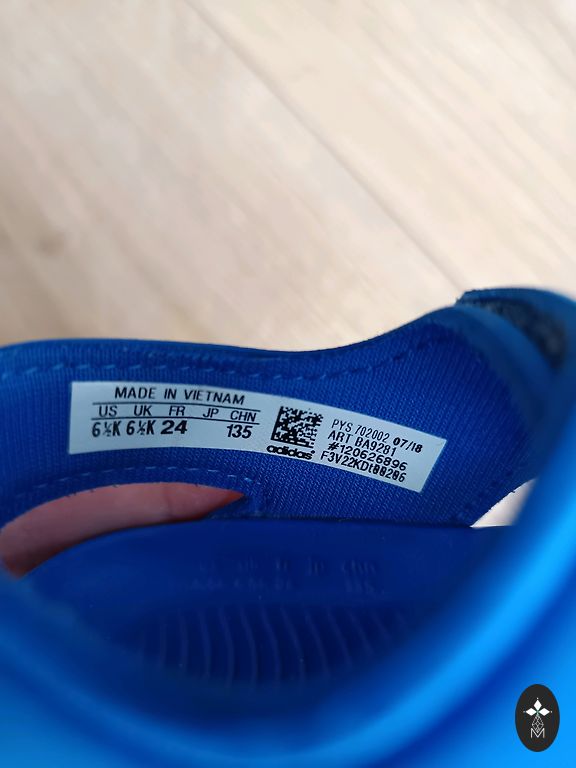 MADE IN VIETNAM
US UK FR JP CHN
6½K 6½K 24 135
adidas
PYS 702002 07/18
ART BA9281
#120626896
M